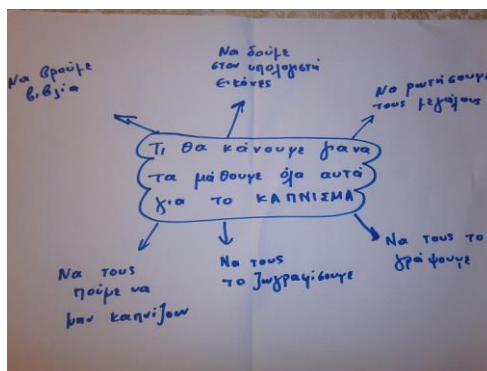 Να βρούμε
βιβλία
Να δούμε
στον υπολογιστή
εικόνες
Να ρωτήσουμε
τους μεγάλους
Τι θα κάνουμε για να
τα μάθουμε όλα αυτά
για το ΚΑΠΝΙΣΜΑ
Να τους
πούμε να
μην καπνίζουν
Να τους
το ζωγραφίσουμε
Να τους το
γράψουμε